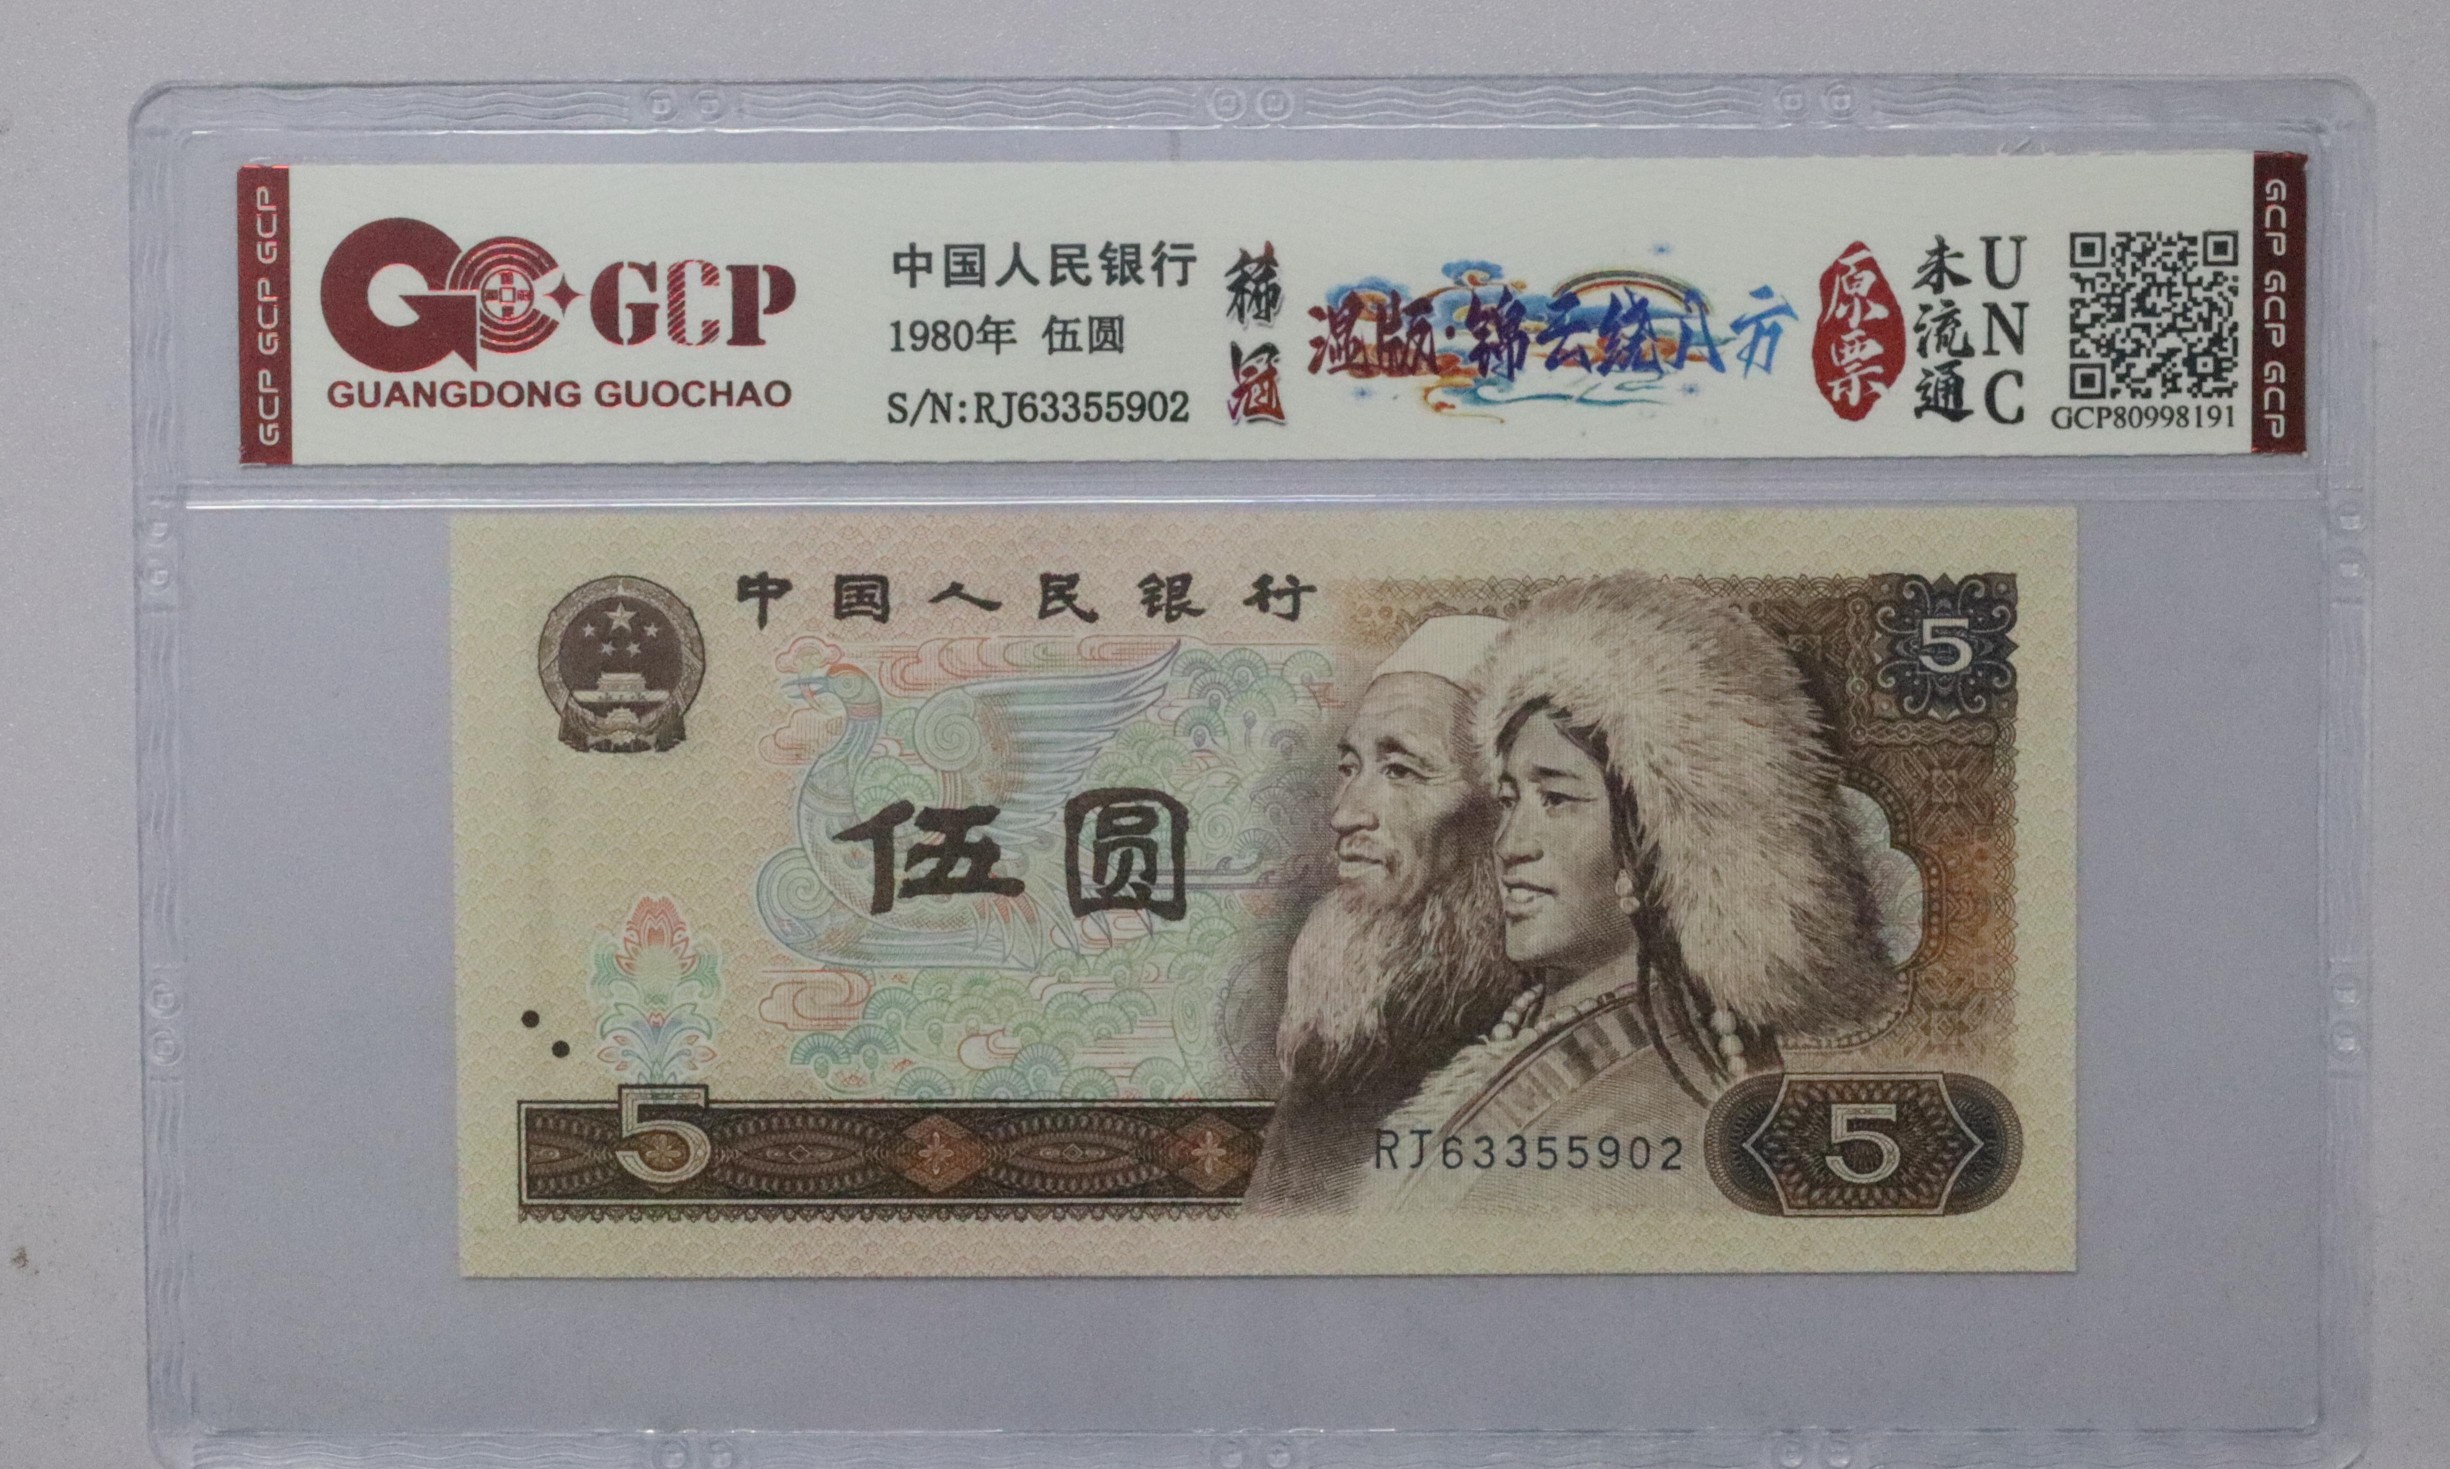 GCP GCP GCP
GCP
GUANGDONG GUOCHAO
中国人民银行
1980年 伍圆
S/N:RJ63355902
稀冠
温版·锦云绕八方
原票
未流通
UNC
GCP80998191
GCP GCP GCP
中国人民银行
5
伍圆
5
RJ63355902
5